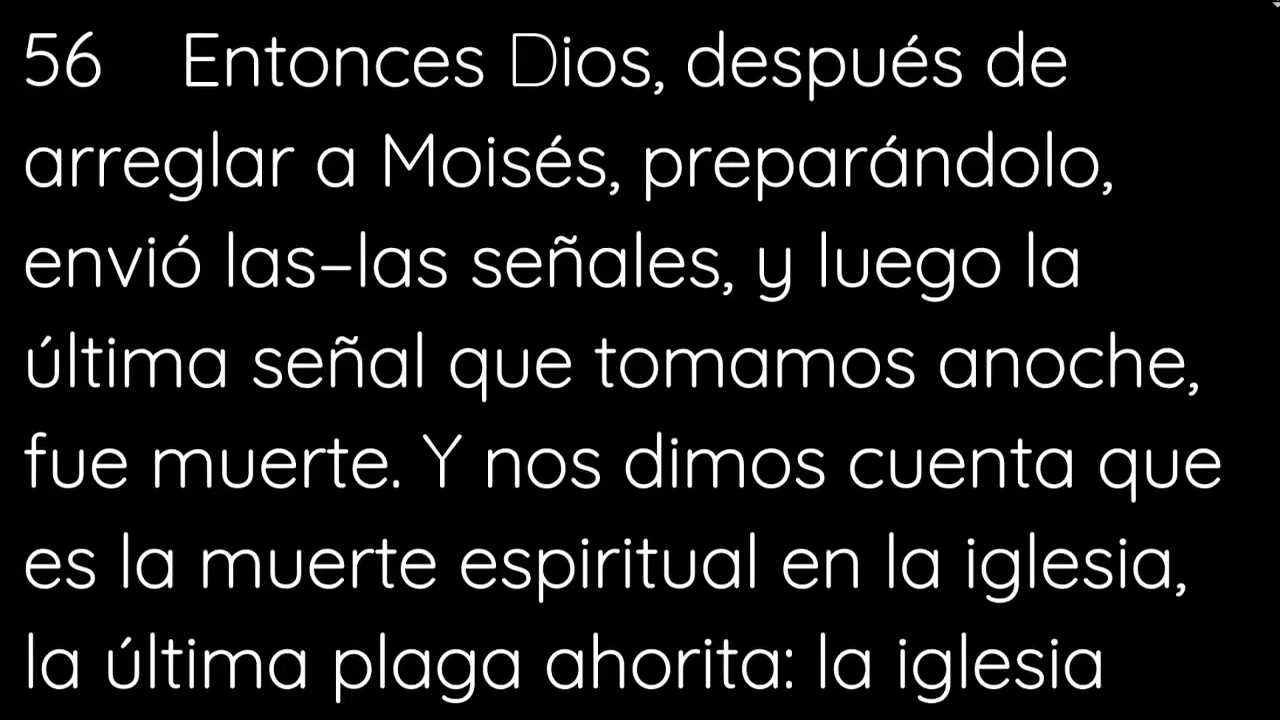 56 Entonces Dios, después de
arreglar a Moisés, preparándolo,
envió las–las señales, y luego la
última señal que tomamos anoche,
fue muerte. Y nos dimos cuenta que
es la muerte espiritual en la iglesia,
la última plaga ahorita: la iglesia